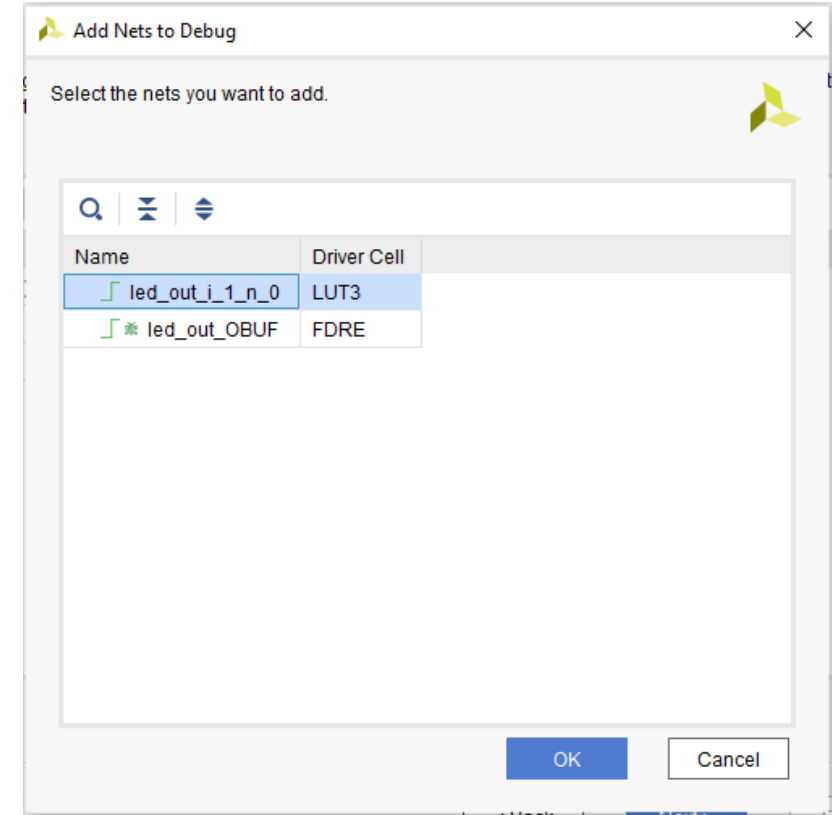 Add Nets to Debug
Select the nets you want to add.
Name Driver Cell
led_out_i_1_n_0 LUT3
led_out_OBUF FDRE
OK Cancel